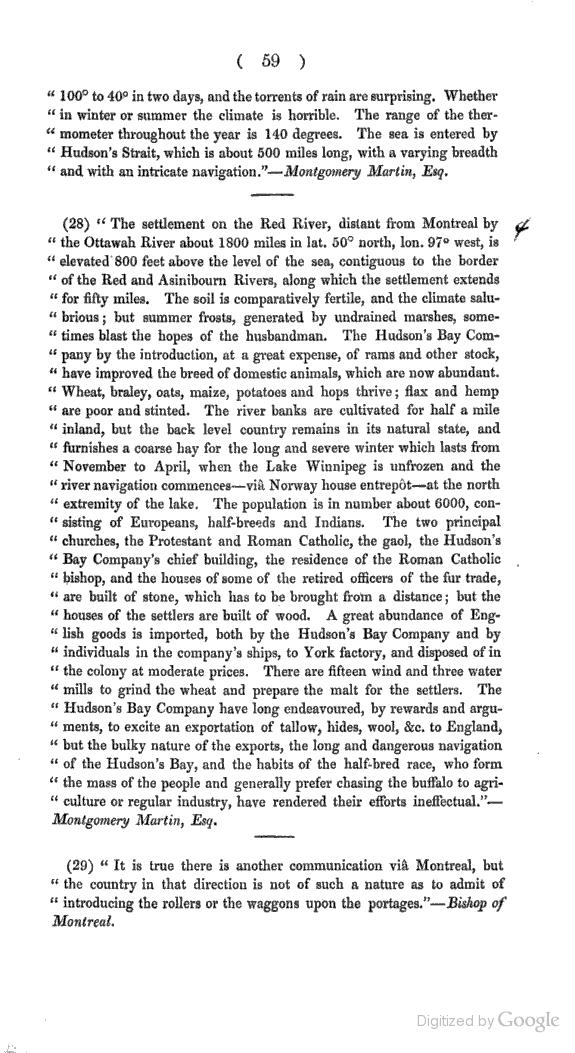 ( 59 )
“ 100° to 40° in two days, and the torrents of rain are surprising. Whether
“ in winter or summer the climate is horrible. The range of the ther-
“ mometer throughout the year is 140 degrees. The sea is entered by
“ Hudson's Strait, which is about 500 miles long, with a varying breadth
“ and with an intricate navigation.”—Montgomery Martin, Esq.
(28) “ The settlement on the Red River, distant from Montreal by
“ the Ottawah River about 1800 miles in lat. 50° north, lon. 97° west, is
“ elevated 800 feet above the level of the sea, contiguous to the border
“ of the Red and Asinibourn Rivers, along which the settlement extends
“ for fifty miles. The soil is comparatively fertile, and the climate salu-
“ brious ; but summer frosts, generated by undrained marshes, some-
“ times blast the hopes of the husbandman. The Hudson's Bay Com-
“ pany by the introduction, at a great expense, of rams and other stock,
“ have improved the breed of domestic animals, which are now abundant.
“ Wheat, braley, oats, maize, potatoes and hops thrive ; flax and hemp
“ are poor and stinted. The river banks are cultivated for half a mile
“ inland, but the back level country remains in its natural state, and
“ furnishes a coarse hay for the long and severe winter which lasts from
“ November to April, when the Lake Winnipeg is unfrozen and the
“ river navigation commences—viâ Norway house entrepôt—at the north
“ extremity of the lake. The population is in number about 6000, con-
“ sisting of Europeans, half-breeds and Indians. The two principal
“ churches, the Protestant and Roman Catholic, the gaol, the Hudson's
“ Bay Company's chief building, the residence of the Roman Catholic
“ bishop, and the houses of some of the retired officers of the fur trade,
“ are built of stone, which has to be brought from a distance ; but the
“ houses of the settlers are built of wood. A great abundance of Eng-
“ lish goods is imported, both by the Hudson's Bay Company and by
“ individuals in the company's ships, to York factory, and disposed of in
“ the colony at moderate prices. There are fifteen wind and three water
“ mills to grind the wheat and prepare the malt for the settlers. The
“ Hudson's Bay Company have long endeavoured, by rewards and argu-
“ ments, to excite an exportation of tallow, hides, wool, &c. to England,
“ but the bulky nature of the exports, the long and dangerous navigation
“ of the Hudson's Bay, and the habits of the half-bred race, who form
“ the mass of the people and generally prefer chasing the buffalo to agri-
“ culture or regular industry, have rendered their efforts ineffectual.”—
Montgomery Martin, Esq.
(29) “ It is true there is another communication viâ Montreal, but
“ the country in that direction is not of such a nature as to admit of
“ introducing the rollers or the waggons upon the portages.”—Bishop of
Montreal.
Digitized by Google